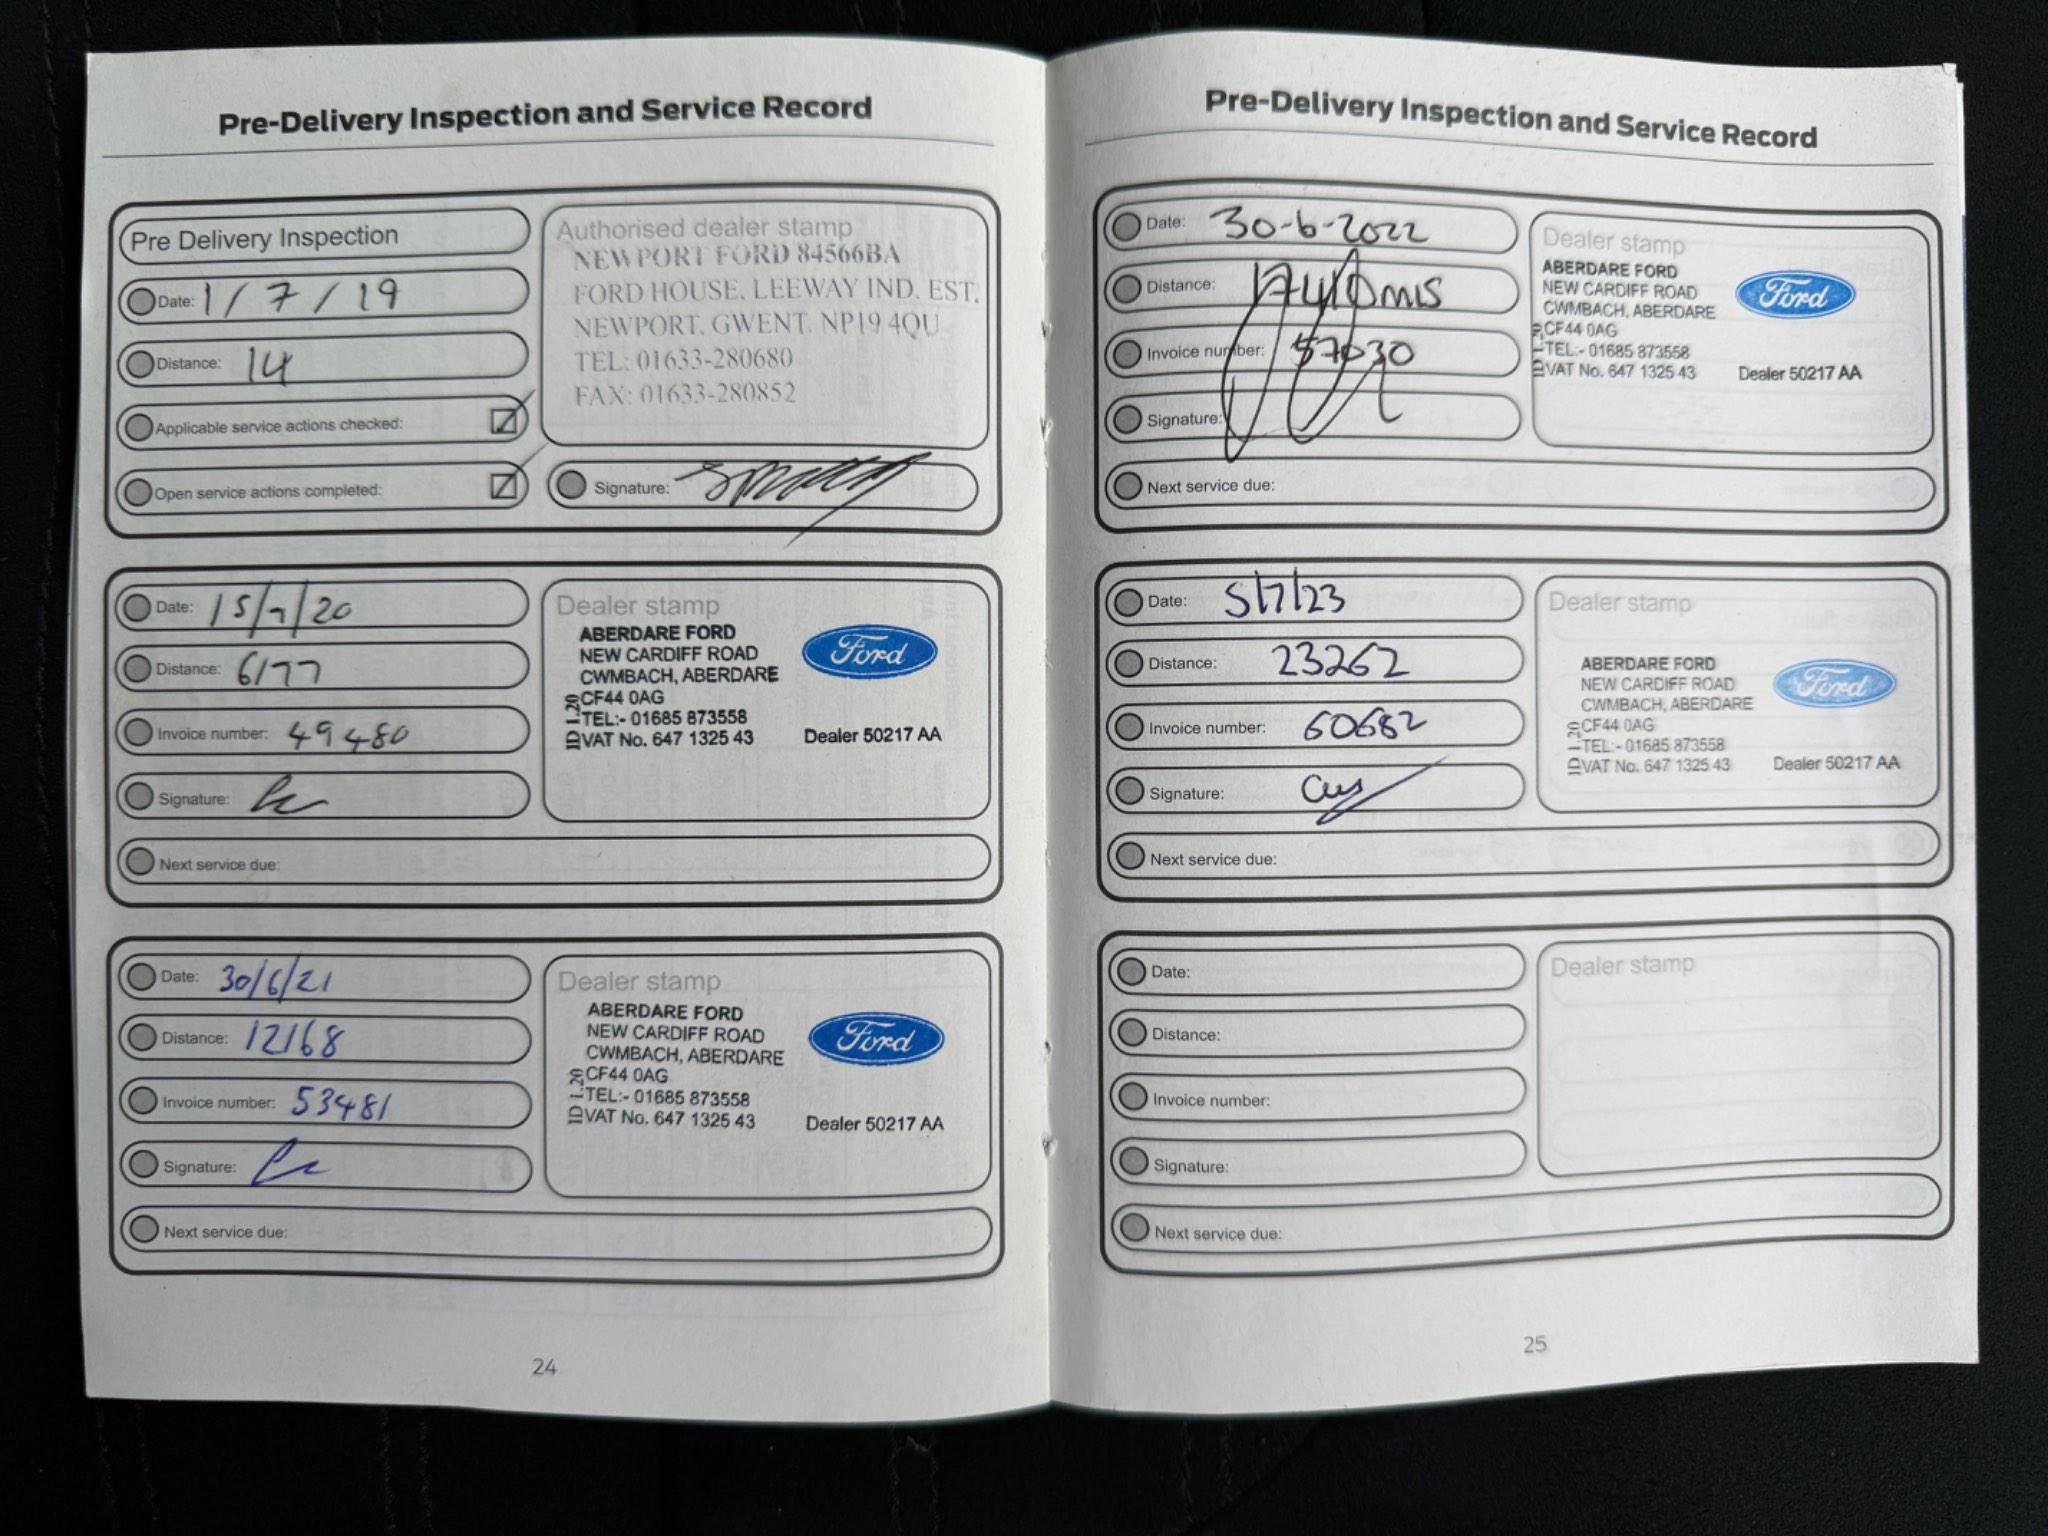 Pre-Delivery Inspection and Service Record
Pre Delivery Inspection
Date: 1/7/19
Distance: 14
Applicable service actions checked:
Open service actions completed:
Authorised dealer stamp
NEWPORT FORD 84566BA
FORD HOUSE. LEEWAY IND. EST.
NEWPORT. GWENT. NP19 4QU
TEL: 01633-280680
FAX: 01633-280852
Signature:
Date: 15/7/20
Distance: 6177
Invoice number: 49480
Signature:
Next service due:
Dealer stamp
ABERDARE FORD
NEW CARDIFF ROAD
CWMBACH, ABERDARE
CF44 0AG
TEL:- 01685 873558
VAT No. 647 1325 43
ID 1.20
Ford
Dealer 50217 AA
Date: 30/6/21
Distance: 12168
Invoice number: 53481
Signature:
Next service due:
Dealer stamp
ABERDARE FORD
NEW CARDIFF ROAD
CWMBACH, ABERDARE
CF44 0AG
TEL:- 01685 873558
VAT No. 647 1325 43
ID 1.20
Ford
Dealer 50217 AA
24
Pre-Delivery Inspection and Service Record
Date: 30-6-2022
Distance:
Invoice number: 57030
Signature:
Next service due:
Dealer stamp
ABERDARE FORD
NEW CARDIFF ROAD
CWMBACH, ABERDARE
CF44 0AG
TEL:- 01685 873558
VAT No. 647 1325 43
Ford
Dealer 50217 AA
Date: 5/7/23
Distance: 23262
Invoice number: 60682
Signature:
Next service due:
Dealer stamp
ABERDARE FORD
NEW CARDIFF ROAD
CWMBACH, ABERDARE
CF44 0AG
TEL:- 01685 873558
VAT No. 647 1325 43
ID 1.20
Ford
Dealer 50217 AA
Date:
Distance:
Invoice number:
Signature:
Next service due:
Dealer stamp
25